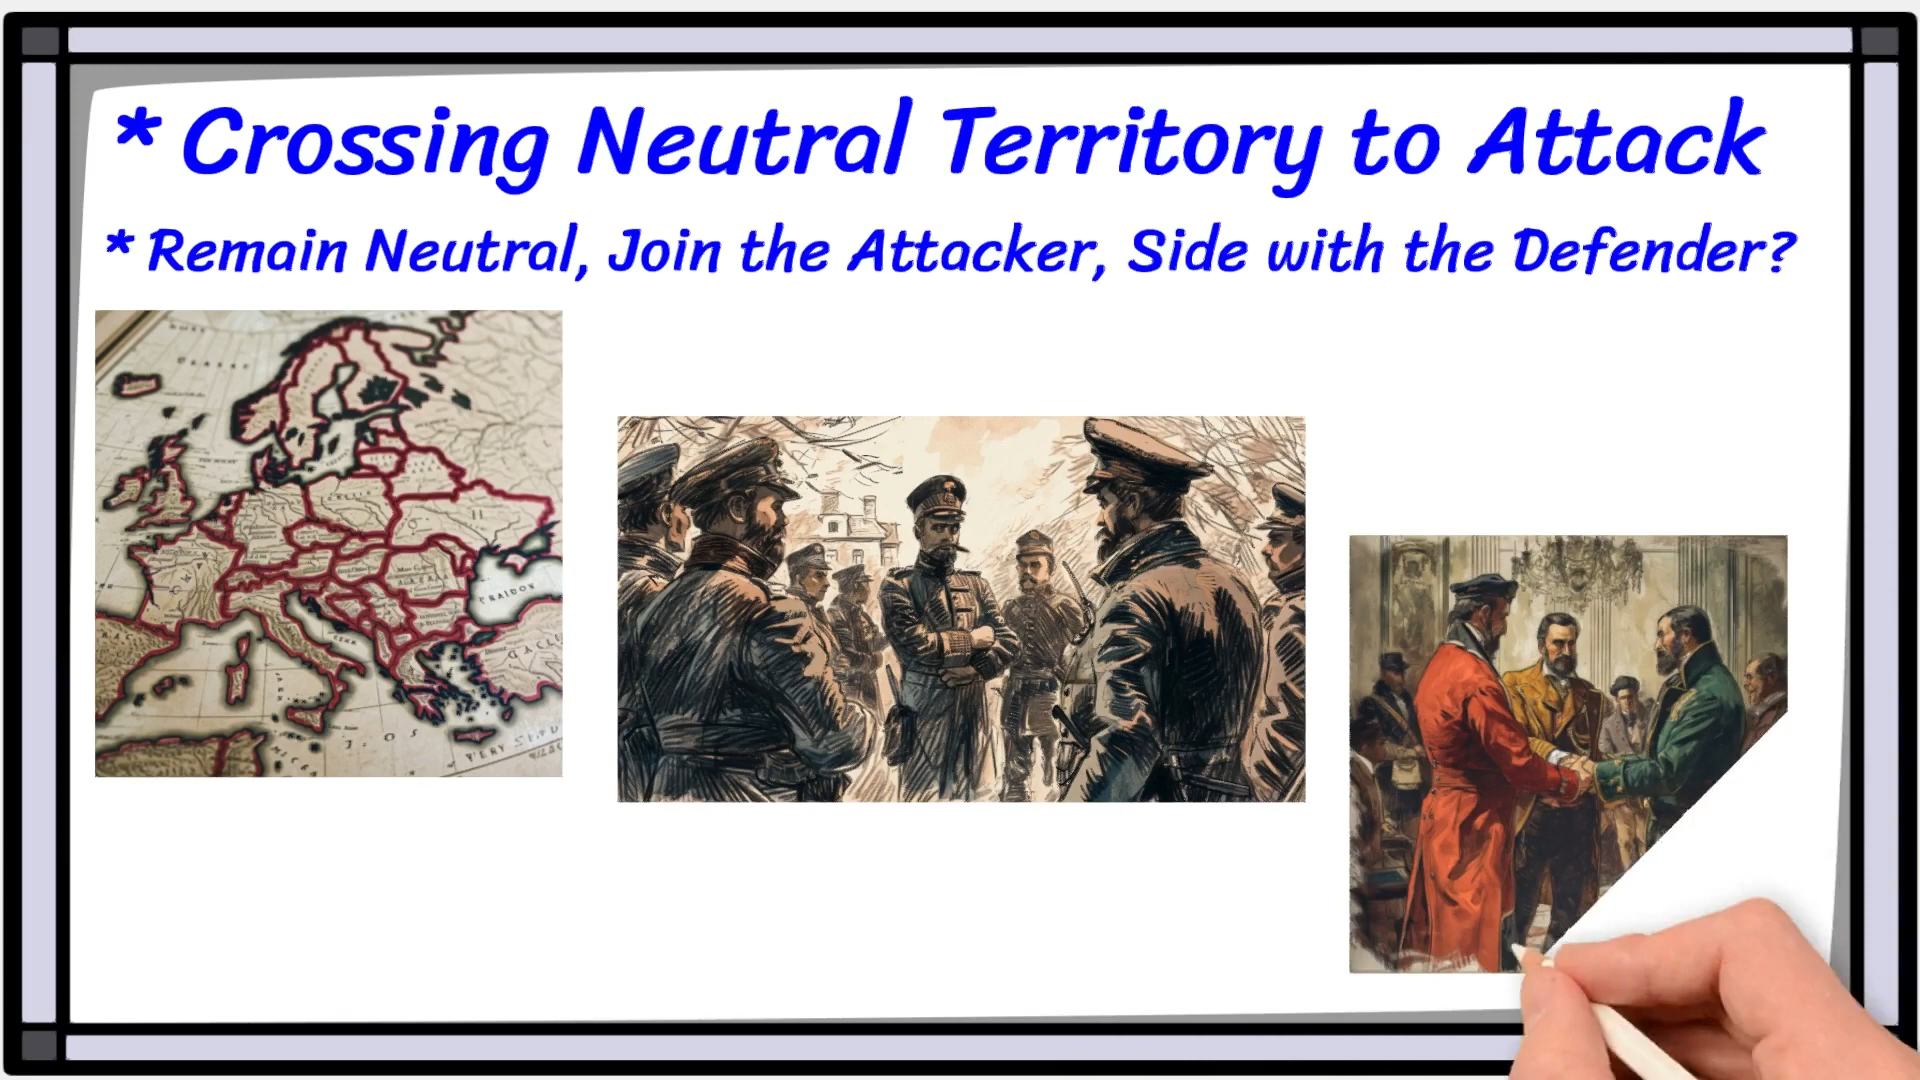 * Crossing Neutral Territory to Attack
* Remain Neutral, Join the Attacker, Side with the Defender?